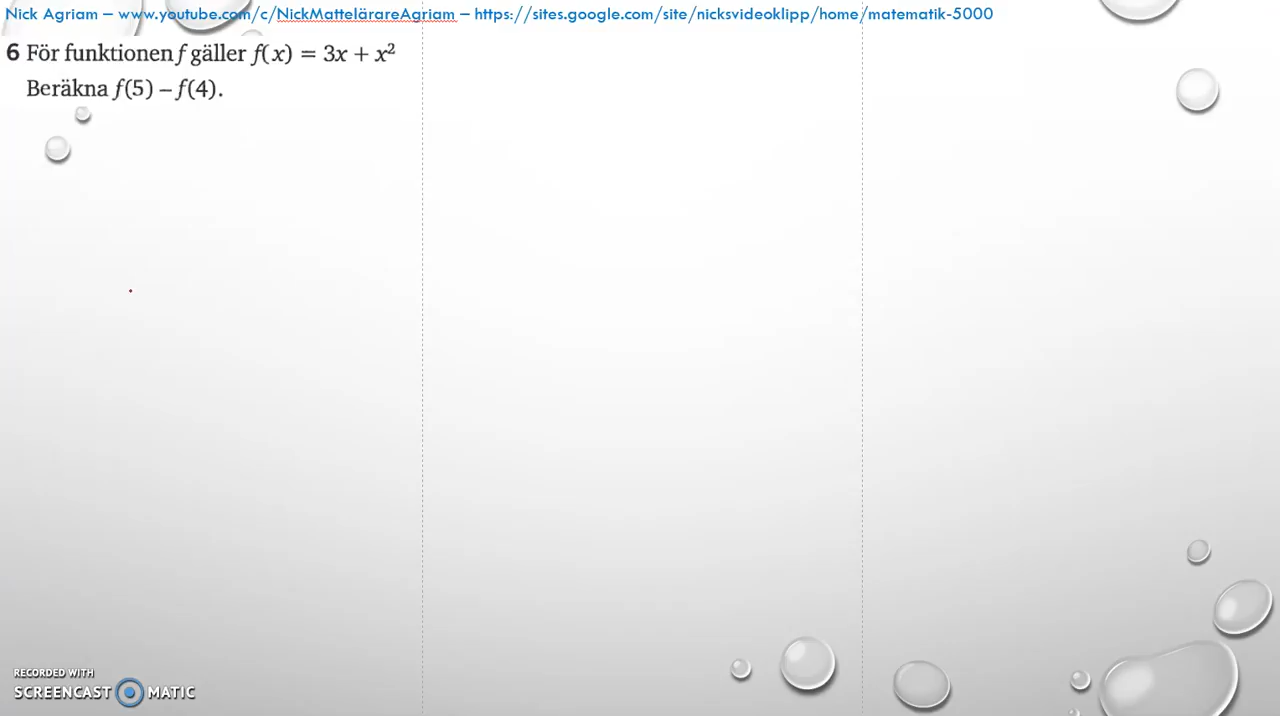 Nick Agriam – www.youtube.com/c/NickMattelärareAgriam – https://sites.google.com/site/nicksvideoklipp/home/matematik-5000
6 För funktionen f gäller f(x) = 3x + x²
Beräkna f(5) – f(4).
RECORDED WITH
SCREENCAST MATIC